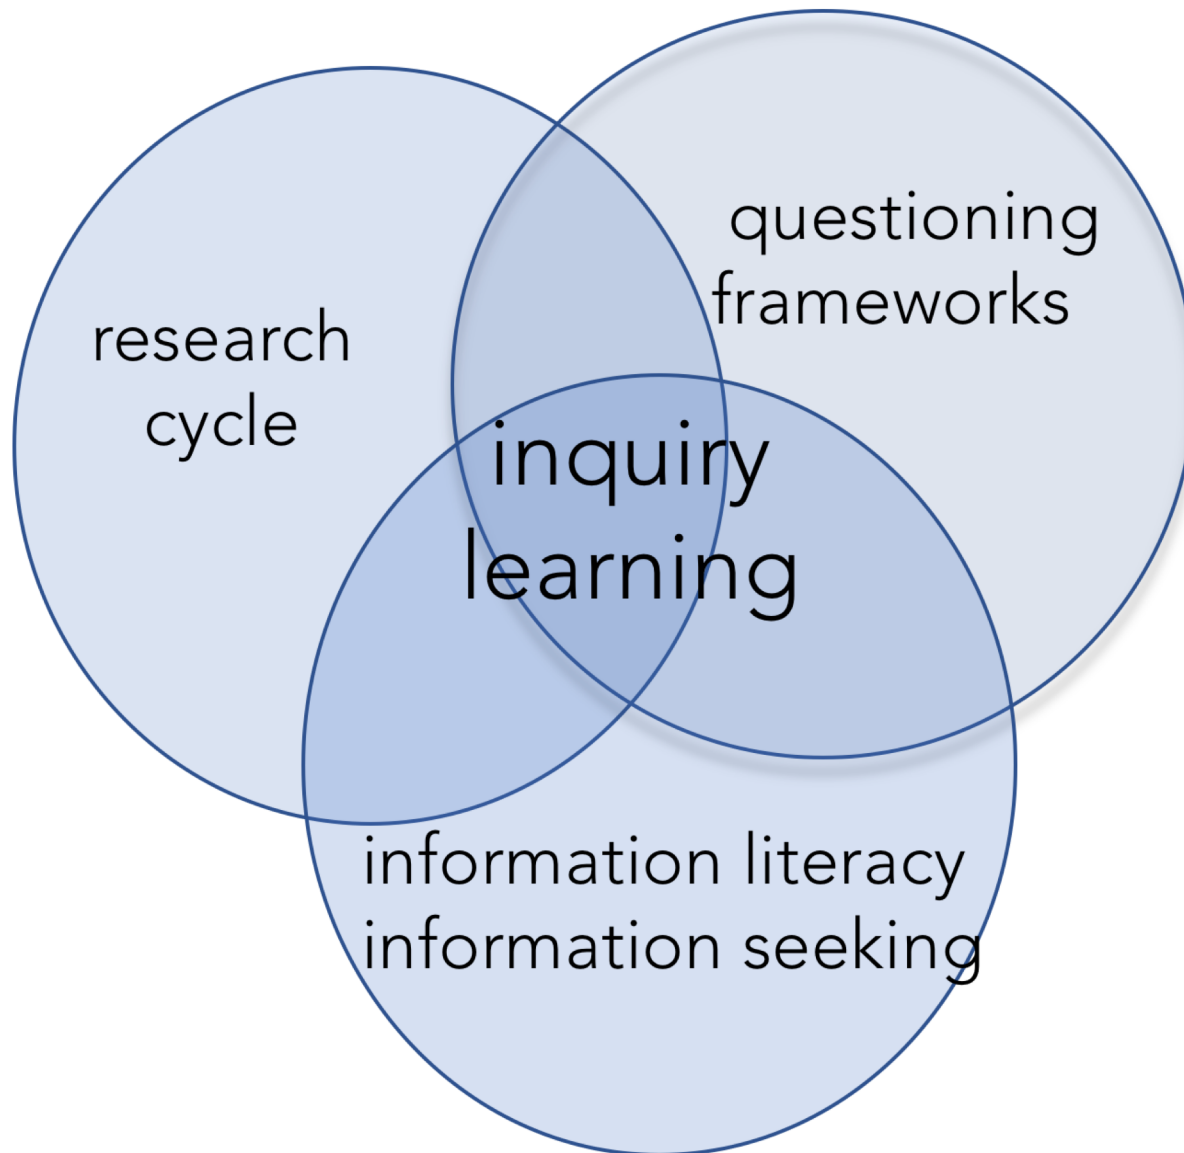 questioning
frameworks
research
cycle
inquiry
learning
information literacy
information seeking